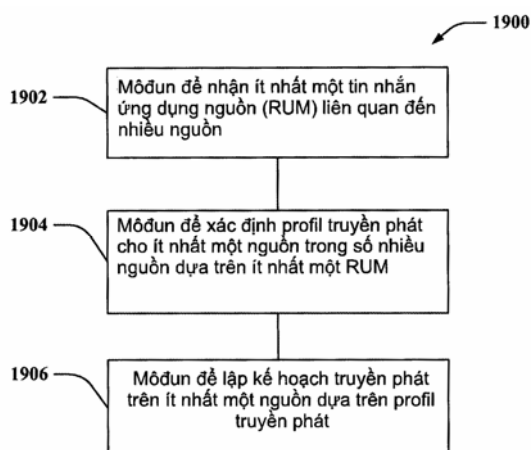 1900
1902
Môđun để nhận ít nhất một tin nhắn
ứng dụng nguồn (RUM) liên quan đến
nhiều nguồn
1904
Môđun để xác định profil truyền phát
cho ít nhất một nguồn trong số nhiều
nguồn dựa trên ít nhất một RUM
1906
Môđun để lập kế hoạch truyền phát
trên ít nhất một nguồn dựa trên profil
truyền phát